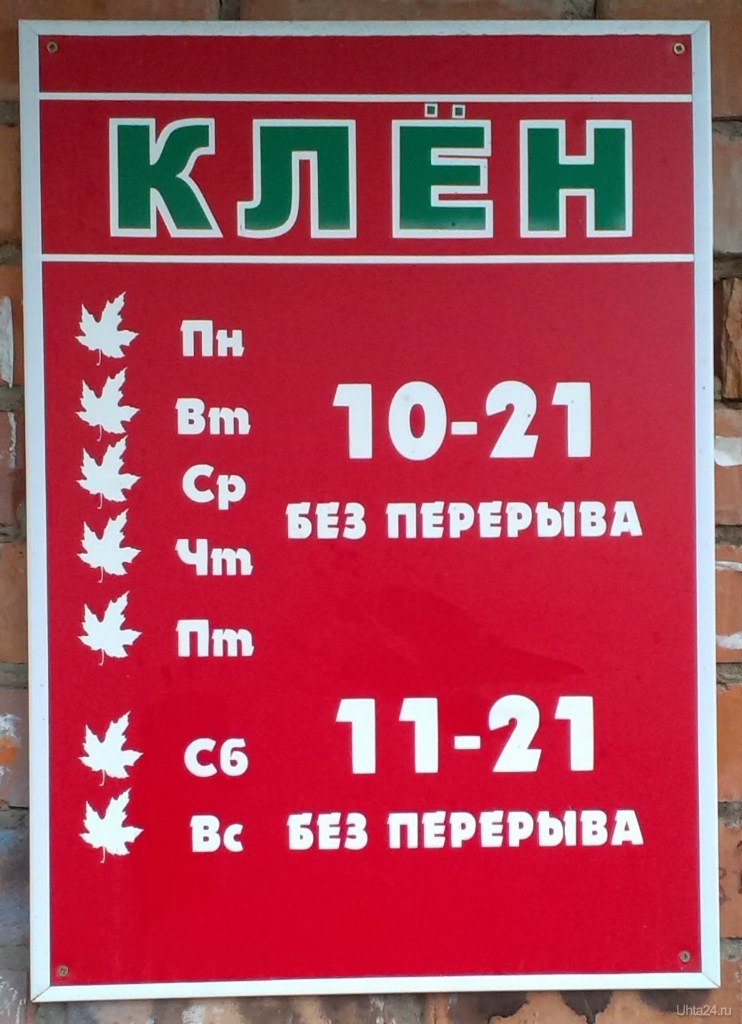 КЛЁН
Пн
Вт
10-21
Ср
БЕЗ ПЕРЕРЫВА
Чт
Пт
Сб
11-21
Вс
БЕЗ ПЕРЕРЫВА
Uhta24.ru